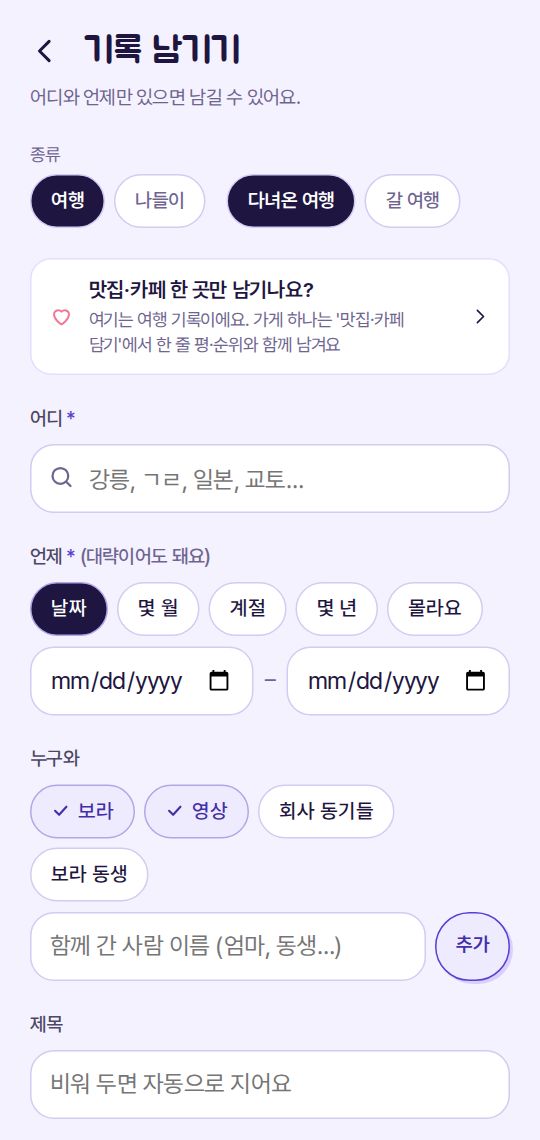 기록 남기기
어디와 언제만 있으면 남길 수 있어요.
종류
여행 나들이 다녀온 여행 갈 여행
맛집·카페 한 곳만 남기나요?
여기는 여행 기록이에요. 가게 하나는 '맛집·카페
담기'에서 한 줄 평·순위와 함께 남겨요
어디 *
강릉, ㄱㄹ, 일본, 교토…
언제 * (대략이어도 돼요)
날짜 몇 월 계절 몇 년 몰라요
mm/dd/yyyy – mm/dd/yyyy
누구와
보라 영상 회사 동기들
보라 동생
함께 간 사람 이름 (엄마, 동생…) 추가
제목
비워 두면 자동으로 지어요